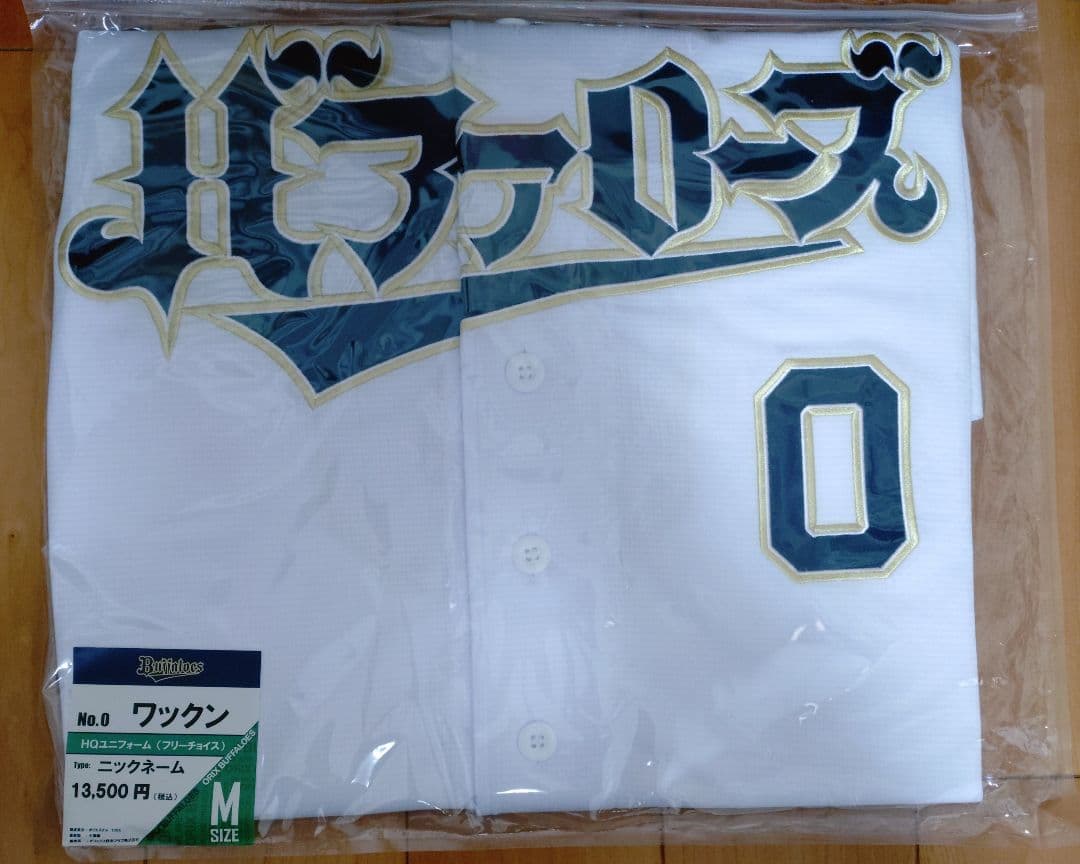 バファローズ
0
Buffaloes
No.0 ワックン
HQユニフォーム（フリーチョイス）
Type: ニックネーム
13,500円（税込）
ORIX BUFFALOES
M
SIZE